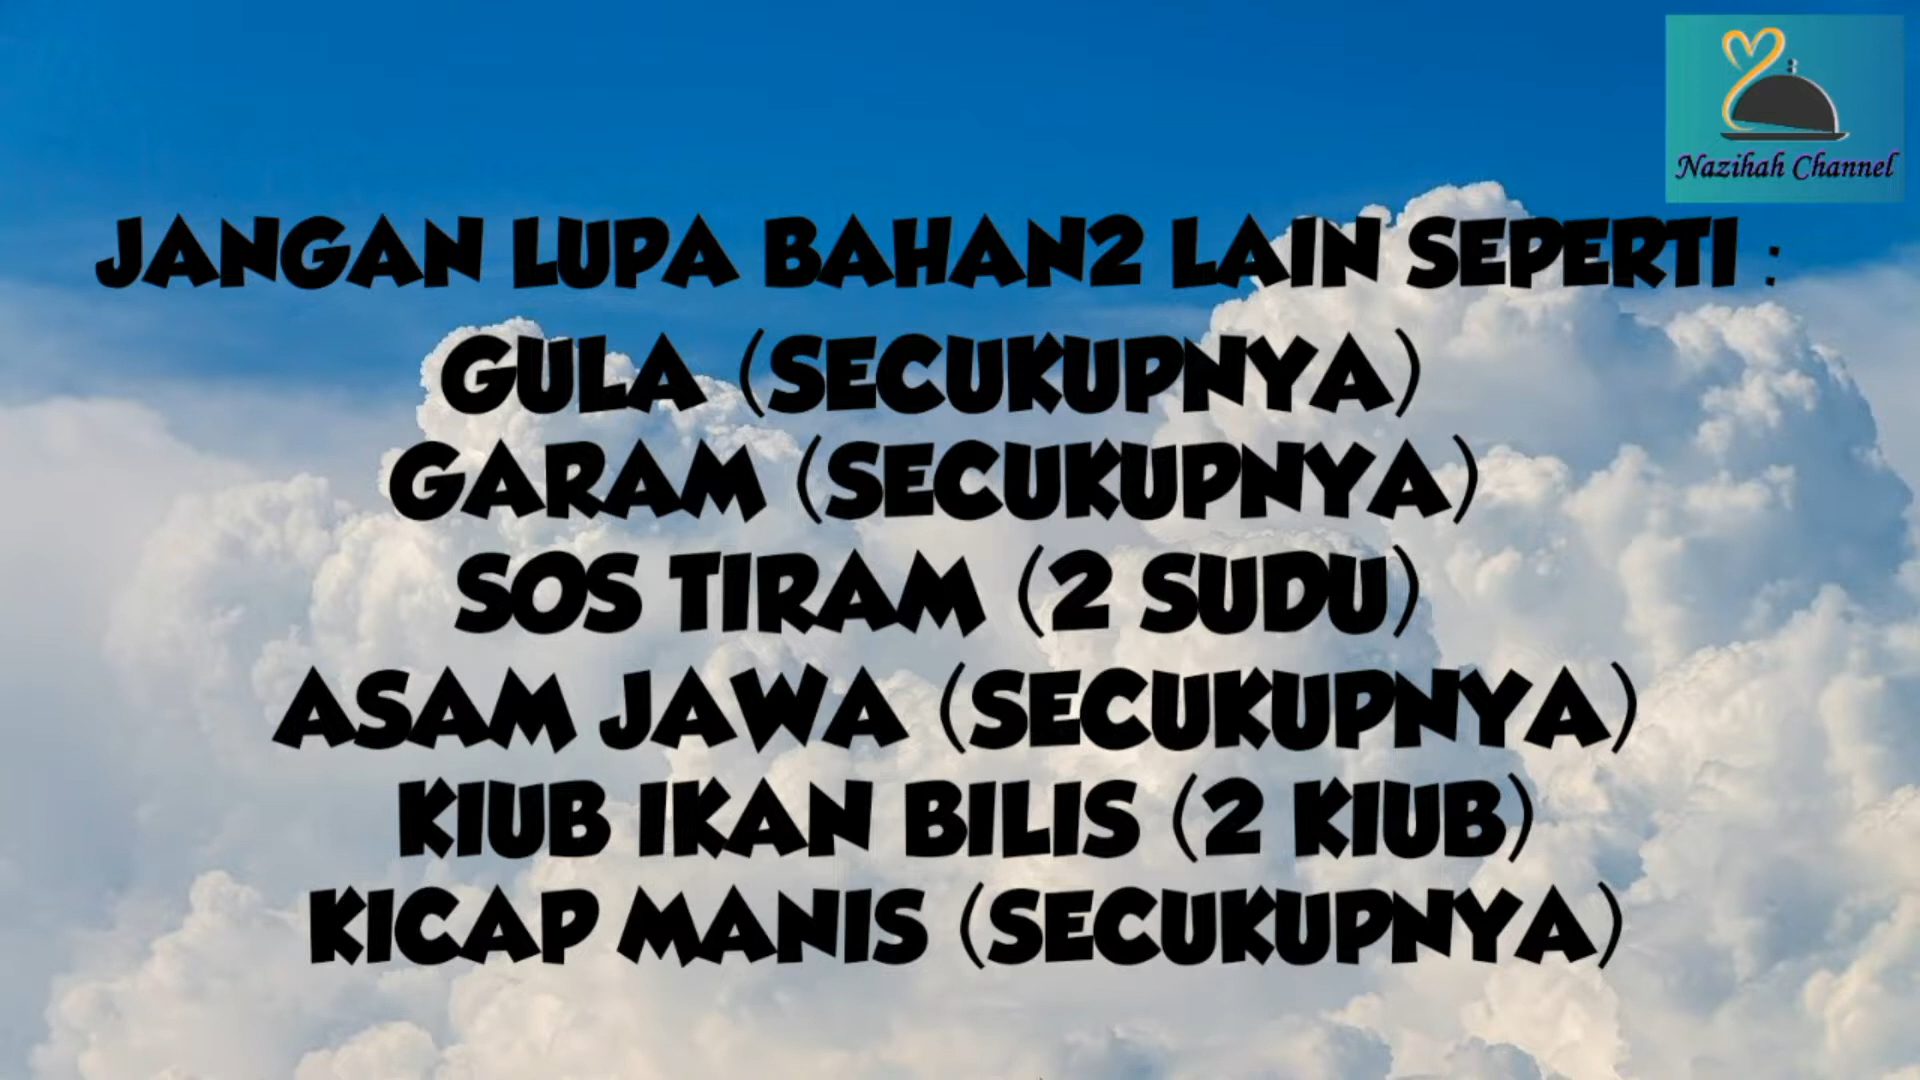 Nazihah Channel
JANGAN LUPA BAHAN2 LAIN SEPERTI :
GULA (SECUKUPNYA)
GARAM (SECUKUPNYA)
SOS TIRAM (2 SUDU)
ASAM JAWA (SECUKUPNYA)
KIUB IKAN BILIS (2 KIUB)
KICAP MANIS (SECUKUPNYA)